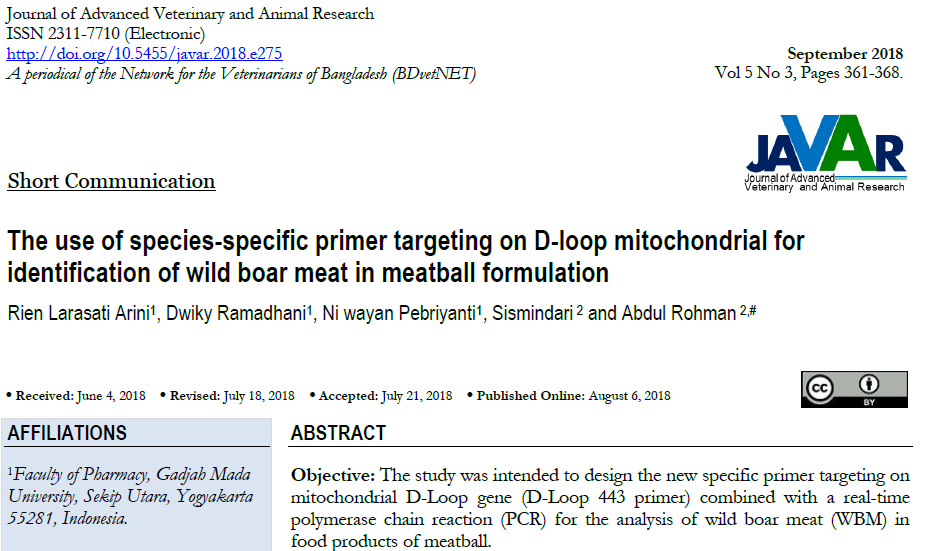 Journal of Advanced Veterinary and Animal Research
ISSN 2311-7710 (Electronic)
http://doi.org/10.5455/javar.2018.e275
September 2018
A periodical of the Network for the Veterinarians of Bangladesh (BDvetNET)
Vol 5 No 3, Pages 361-368.
JAVAR
Journal of Advanced
Veterinary and Animal Research
Short Communication
The use of species-specific primer targeting on D-loop mitochondrial for
identification of wild boar meat in meatball formulation
Rien Larasati Arini1, Dwiky Ramadhani1, Ni wayan Pebriyanti1, Sismindari 2 and Abdul Rohman 2,#
• Received: June 4, 2018 • Revised: July 18, 2018 • Accepted: July 21, 2018 • Published Online: August 6, 2018
cc
BY
AFFILIATIONS
1Faculty of Pharmacy, Gadjah Mada
University, Sekip Utara, Yogyakarta
55281, Indonesia.
ABSTRACT
Objective: The study was intended to design the new specific primer targeting on
mitochondrial D-Loop gene (D-Loop 443 primer) combined with a real-time
polymerase chain reaction (PCR) for the analysis of wild boar meat (WBM) in
food products of meatball.